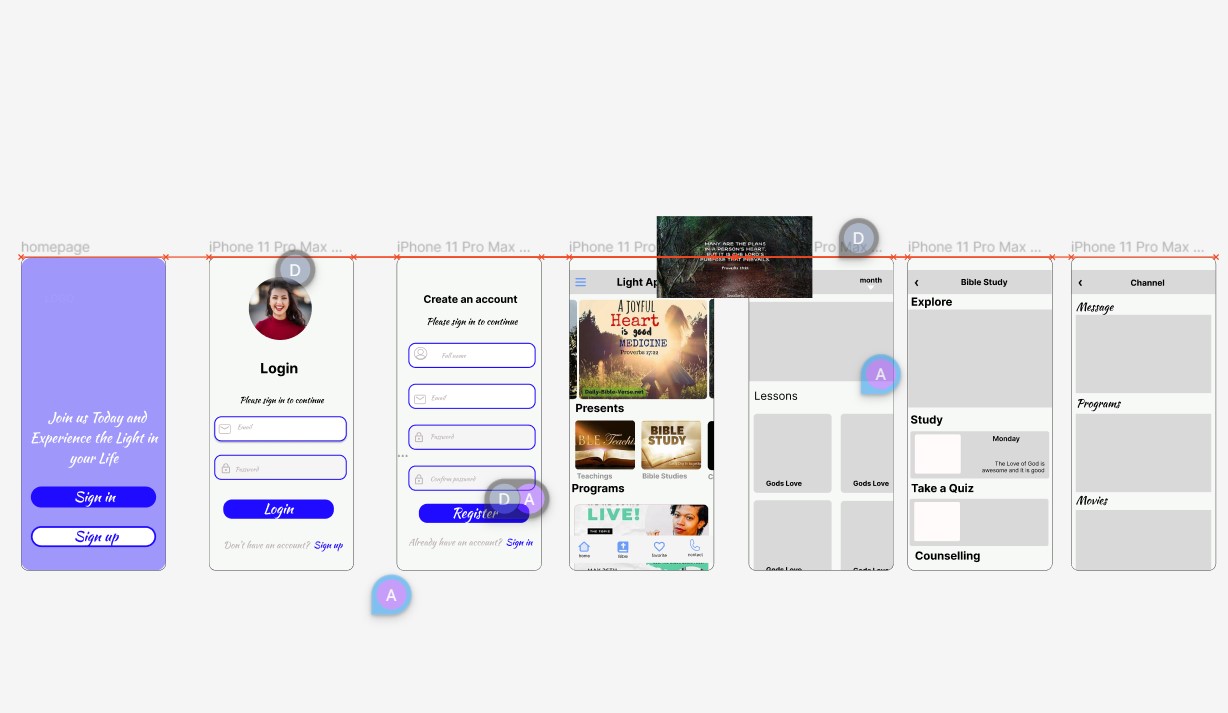 homepage
iPhone 11 Pro Max ...
iPhone 11 Pro Max ...
iPhone 11 Pro Max ...
iPhone 11 Pro Max ...
D
Join us Today and
Experience the Light in
your Life
Sign in
Sign up
iPhone 11 Pro
D
Login
Please sign in to continue
Email
Password
Login
Don't have an account? Sign up
A
Create an account
Please sign in to continue
Full name
Email
Password
Confirm password
D A
Register
Already have an account? Sign in
MANY ARE THE PLANS
IN A PERSON'S HEART,
BUT IT IS THE LORD'S
PURPOSE THAT PREVAILS.
Proverbs 19:21
Light Ap
A JOYFUL
Heart
is good
MEDICINE
Proverbs 17:22
Daily-Bible-Verse.net
Presents
BLE Teachi
BIBLE
STUDY
Teachings
Bible Studies
C
Programs
LIVE!
home
Bible
favorite
contact
Pro Max ...
month
A
Lessons
Gods Love
Gods Love
Gods Love
Gods Love
Bible Study
Explore
Study
Monday
The Love of God is
awesome and it is good
Take a Quiz
Counselling
Channel
Message
Programs
Movies